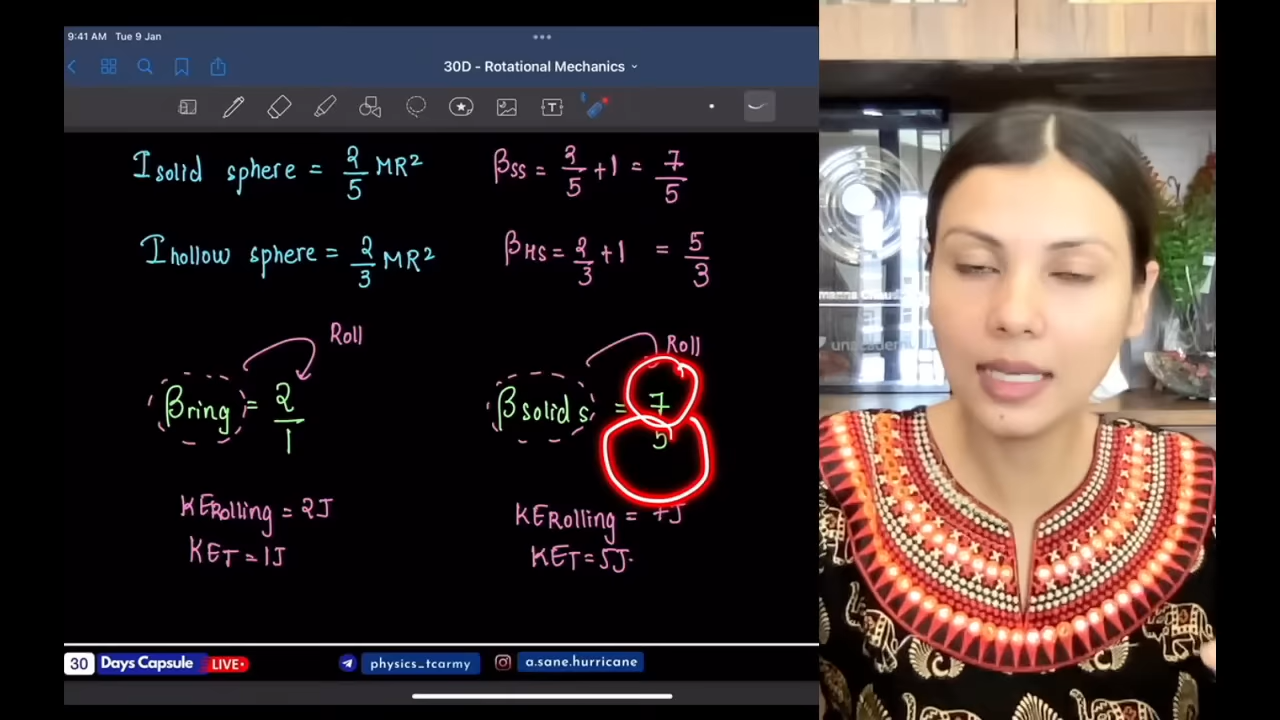 9:41 AM Tue 9 Jan
30D - Rotational Mechanics
I solid sphere = 2/5 MR²
βSS = 2/5 + 1 = 7/5
I hollow sphere = 2/3 MR²
βHS = 2/3 + 1 = 5/3
Roll
Roll
βring = 2/1
βsolid s = 7/5
KERolling = 2J
KERolling = 7J
KET = 1J
KET = 5J.
30 Days Capsule LIVE
physics_tcarmy
a.sane.hurricane